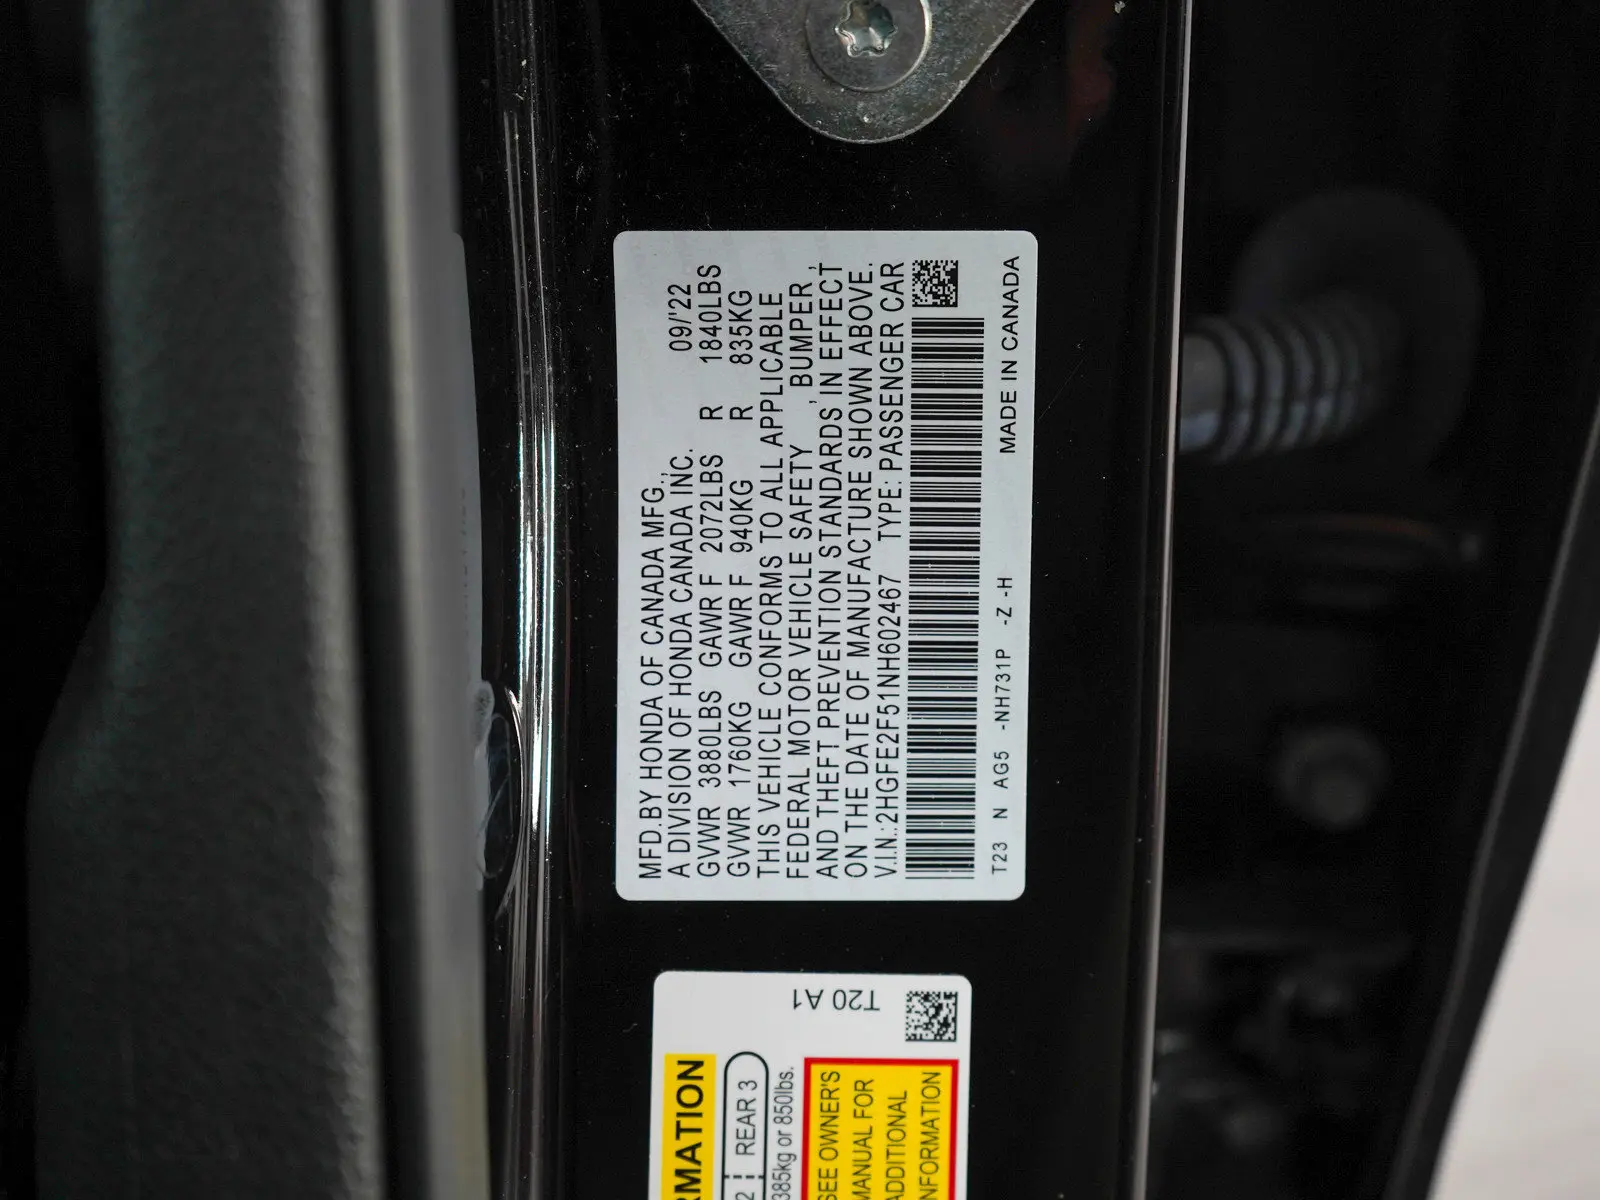 MFD.BY HONDA OF CANADA MFG.,
A DIVISION OF HONDA CANADA INC. 09/'22
GVWR 3880LBS GAWR F 2072LBS R 1840LBS
GVWR 1760KG GAWR F 940KG R 835KG
THIS VEHICLE CONFORMS TO ALL APPLICABLE
FEDERAL MOTOR VEHICLE SAFETY , BUMPER ,
AND THEFT PREVENTION STANDARDS IN EFFECT
ON THE DATE OF MANUFACTURE SHOWN ABOVE.
V.I.N.:2HGFE2F51NH602467 TYPE: PASSENGER CAR
T23 N AG5 -NH731P -Z -H MADE IN CANADA
T20 A1
RMATION
2 REAR 3
385kg or 850lbs.
SEE OWNER'S
MANUAL FOR
ADDITIONAL
INFORMATION